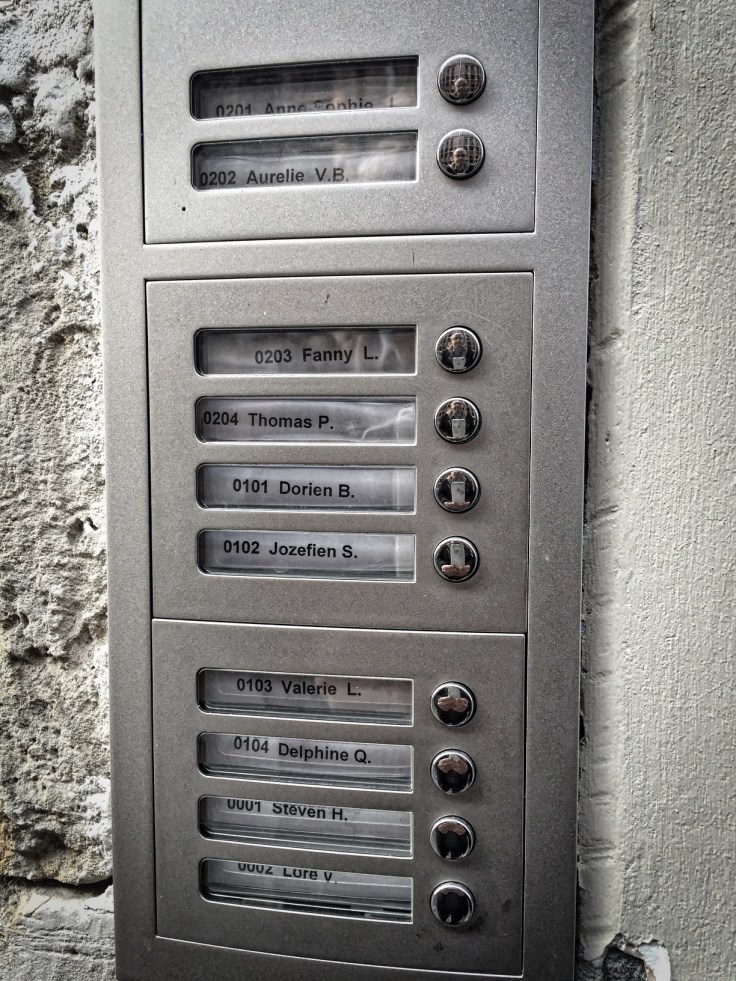 0201 Anne Sophie
0202 Aurelie V.B.
0203 Fanny L.
0204 Thomas P.
0101 Dorien B.
0102 Jozefien S.
0103 Valerie L.
0104 Delphine Q.
0001 Steven H.
0002 Lore V.